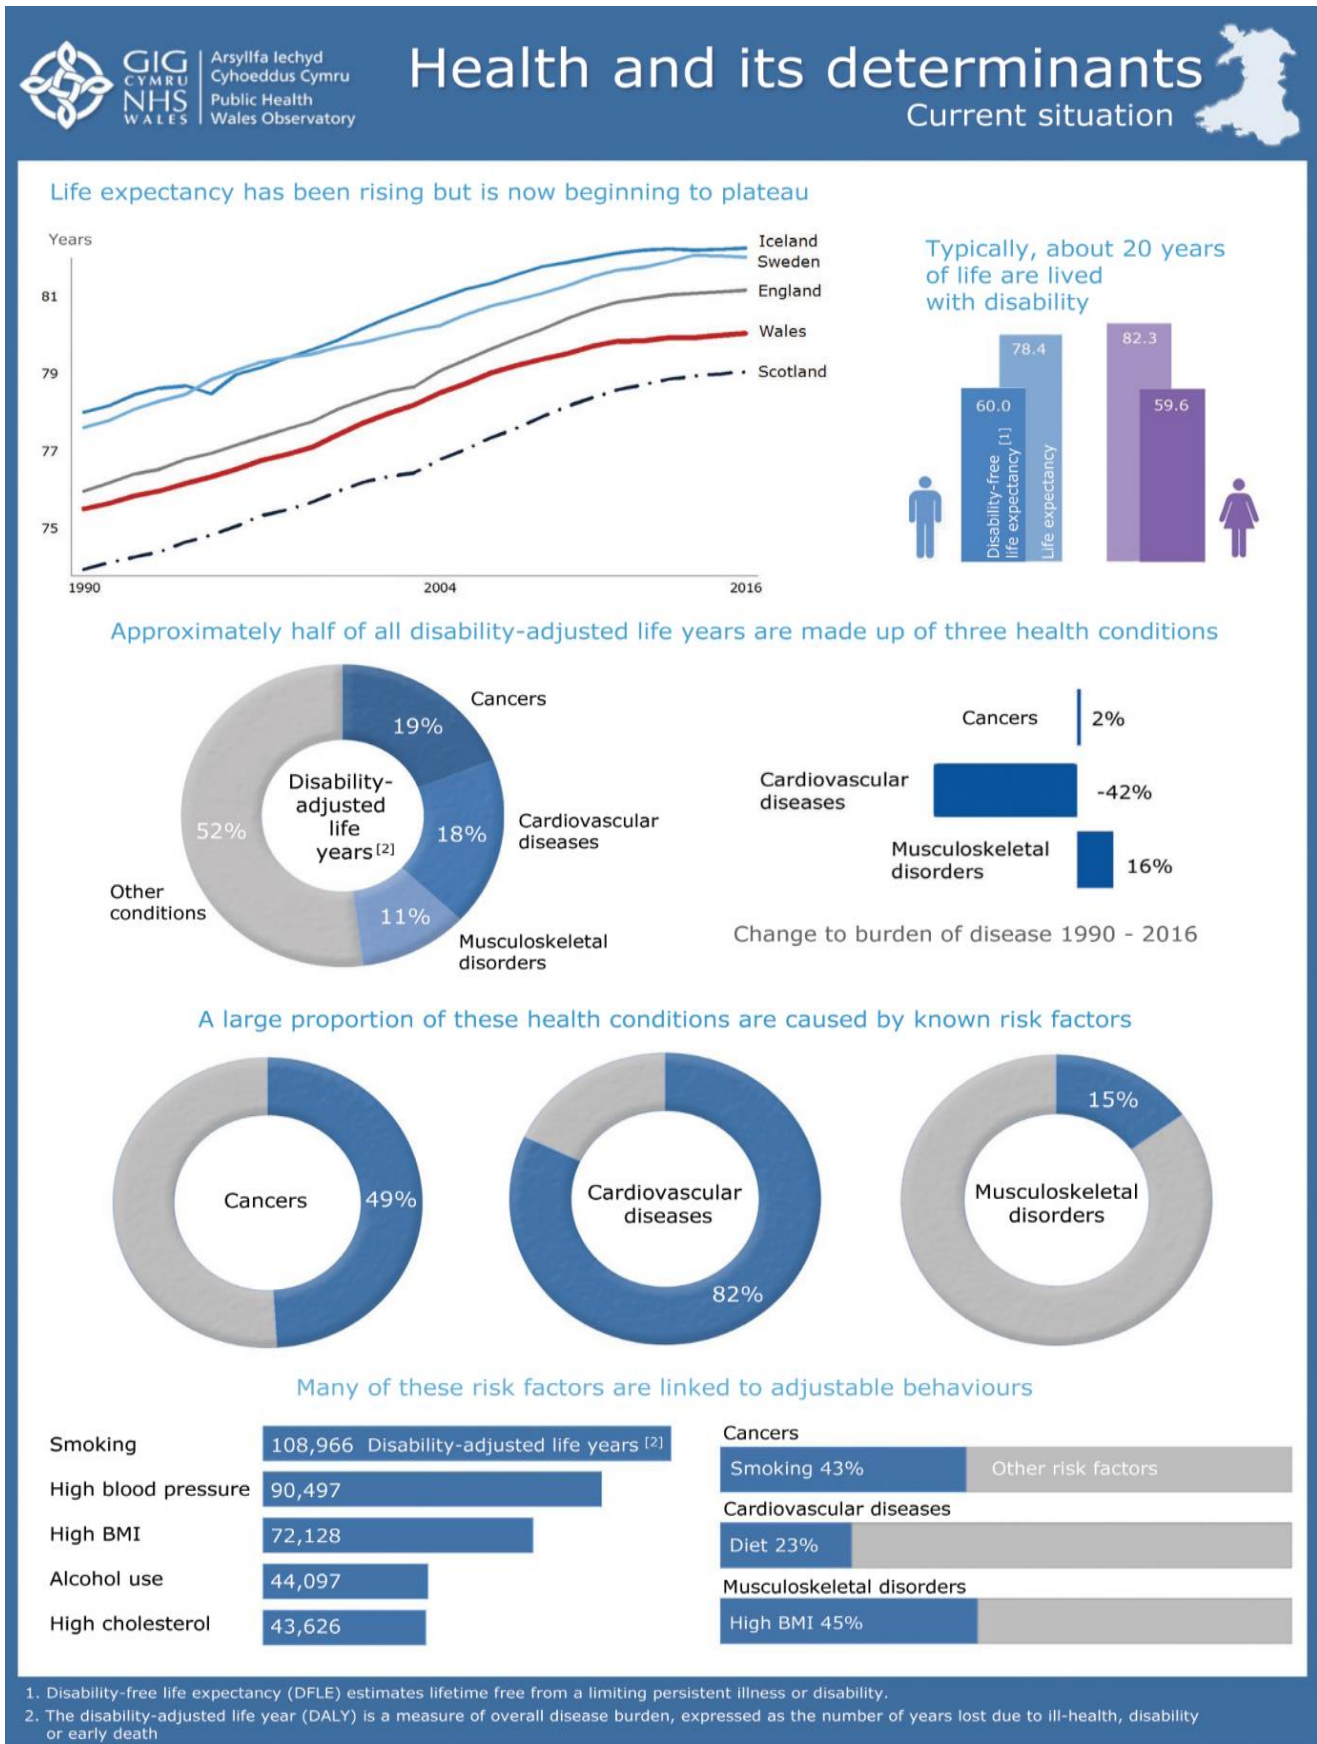 GIG
CYMRU
NHS
WALES
Arsyllfa Iechyd
Cyhoeddus Cymru
Public Health
Wales Observatory
Health and its determinants
Current situation
Life expectancy has been rising but is now beginning to plateau
Years
81
79
77
75
1990
2004
2016
Iceland
Sweden
England
Wales
Scotland
Typically, about 20 years
of life are lived
with disability
60.0
78.4
82.3
59.6
Disability-free
life expectancy [1]
Life expectancy
Approximately half of all disability-adjusted life years are made up of three health conditions
Disability-
adjusted
life
years [2]
19%
Cancers
18%
Cardiovascular
diseases
11%
Musculoskeletal
disorders
52%
Other
conditions
Cancers
2%
Cardiovascular
diseases
-42%
Musculoskeletal
disorders
16%
Change to burden of disease 1990 - 2016
A large proportion of these health conditions are caused by known risk factors
Cancers
49%
Cardiovascular
diseases
82%
Musculoskeletal
disorders
15%
Many of these risk factors are linked to adjustable behaviours
Smoking
108,966 Disability-adjusted life years [2]
High blood pressure
90,497
High BMI
72,128
Alcohol use
44,097
High cholesterol
43,626
Cancers
Smoking 43%
Other risk factors
Cardiovascular diseases
Diet 23%
Musculoskeletal disorders
High BMI 45%
1. Disability-free life expectancy (DFLE) estimates lifetime free from a limiting persistent illness or disability.
2. The disability-adjusted life year (DALY) is a measure of overall disease burden, expressed as the number of years lost due to ill-health, disability
or early death